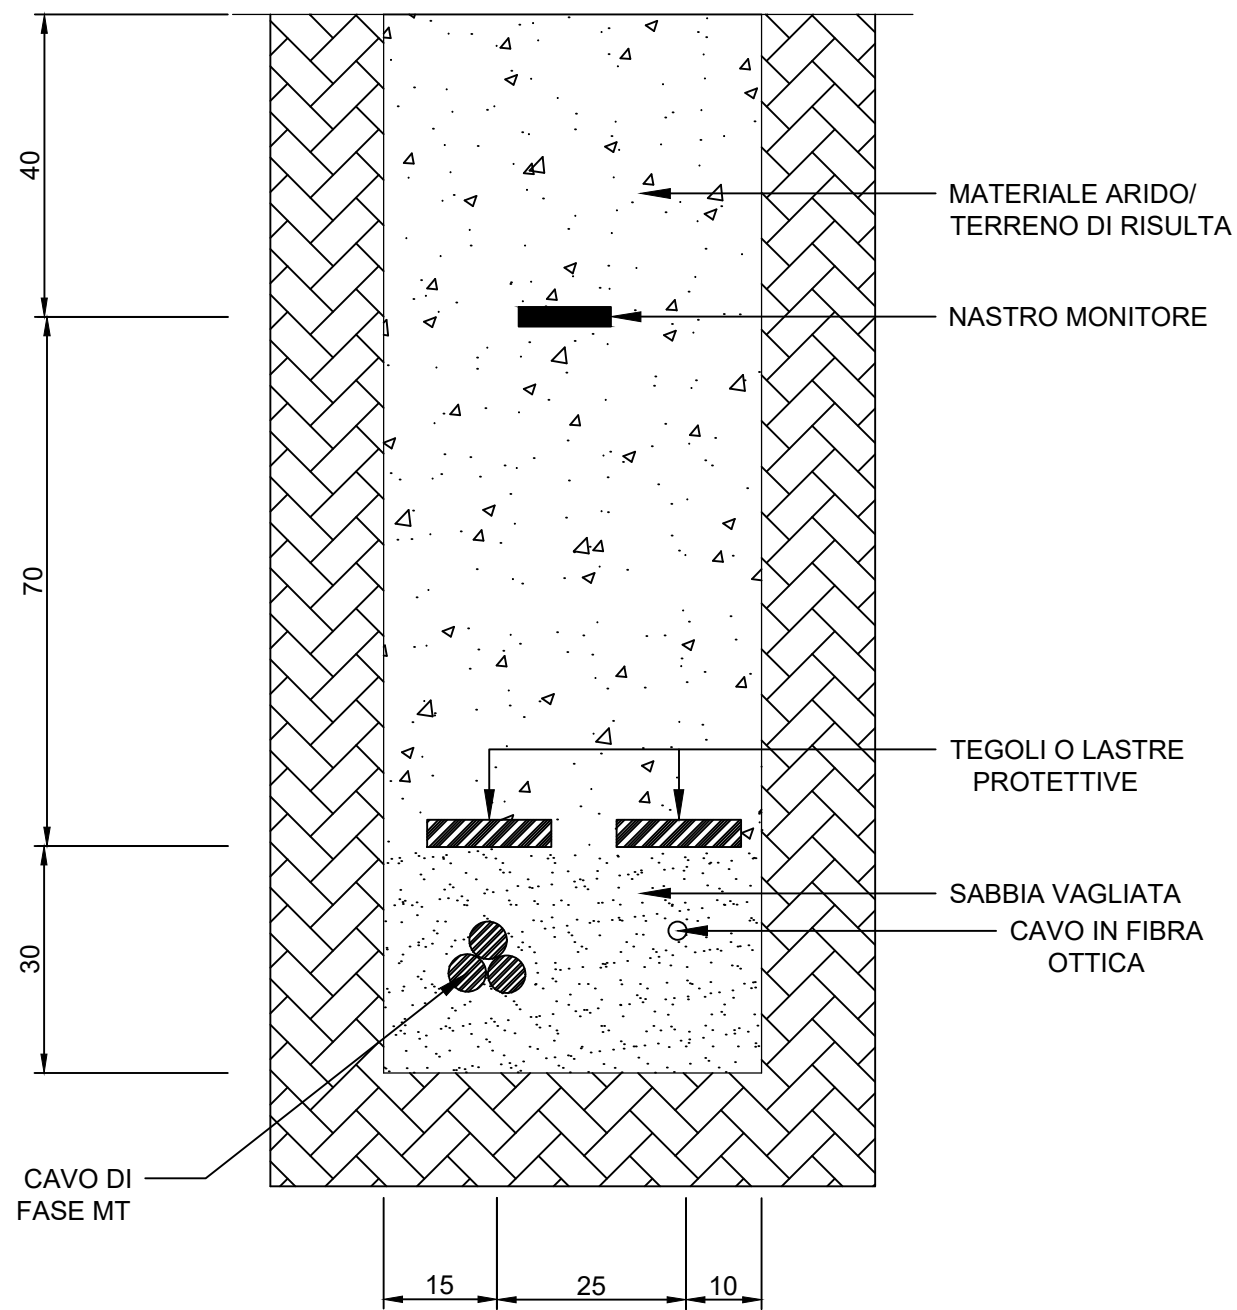 40
MATERIALE ARIDO/
TERRENO DI RISULTA
NASTRO MONITORE
70
TEGOLI O LASTRE
PROTETTIVE
SABBIA VAGLIATA
CAVO IN FIBRA
OTTICA
30
CAVO DI
FASE MT
15
25
10